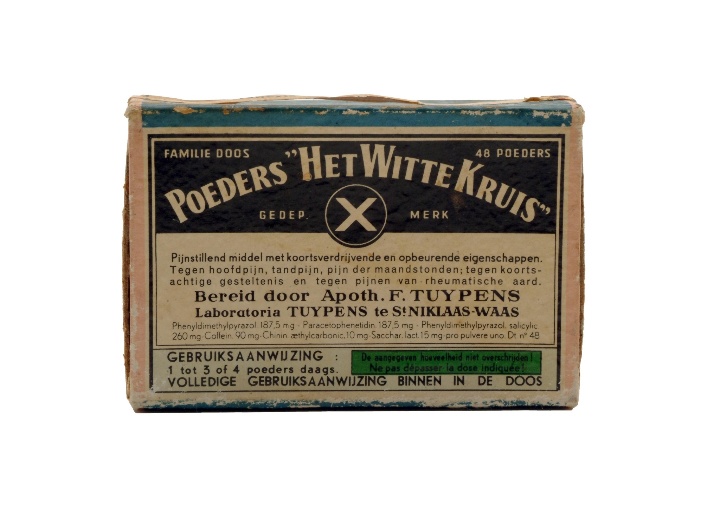 FAMILIE DOOS 48 POEDERS
POEDERS "HET WITTE KRUIS"
GEDEP. X MERK
Pijnstillend middel met koortsverdrijvende en opbeurende eigenschappen.
Tegen hoofdpijn, tandpijn, pijn der maandstonden; tegen koorts-
achtige gesteltenis en tegen pijnen van rheumatische aard.
Bereid door Apoth. F. TUYPENS
Laboratoria TUYPENS te St NIKLAAS-WAAS
Phenyldimethylpyrazol. 187,5 mg - Paracetophenetidin 187,5 mg - Phenyldimethylpyrazol. salicylic
260 mg - Coffein. 90 mg - Chinin. æthylcarbonic. 10 mg - Sacchar. lact. 15 mg pro pulvere uno. Dt. n° 48
GEBRUIKSAANWIJZING :
1 tot 3 of 4 poeders daags.
De aangegeven hoeveelheid niet overschrijden !
Ne pas dépasser la dose indiquée !
VOLLEDIGE GEBRUIKSAANWIJZING BINNEN IN DE DOOS